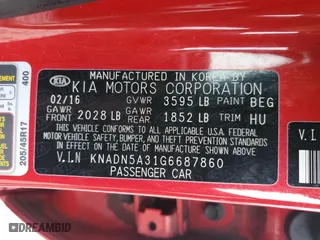 MANUFACTURED IN KOREA BY
KIA KIA MOTORS CORPORATION
02/16 GVWR 3595 LB PAINT BEG
GAWR FRONT 2028 LB GAWR REAR 1852 LB TRIM HU
THIS VEHICLE CONFORMS TO ALL APPLICABLE
FEDERAL MOTOR VEHICLE
SAFETY, BUMPER, AND THEFT PREVENTION
STANDARDS IN EFFECT ON THE DATE OF
MANUFACTURE SHOWN ABOVE.
V.I.N KNADN5A31G6687860
PASSENGER CAR
400
205/45R17
V.I